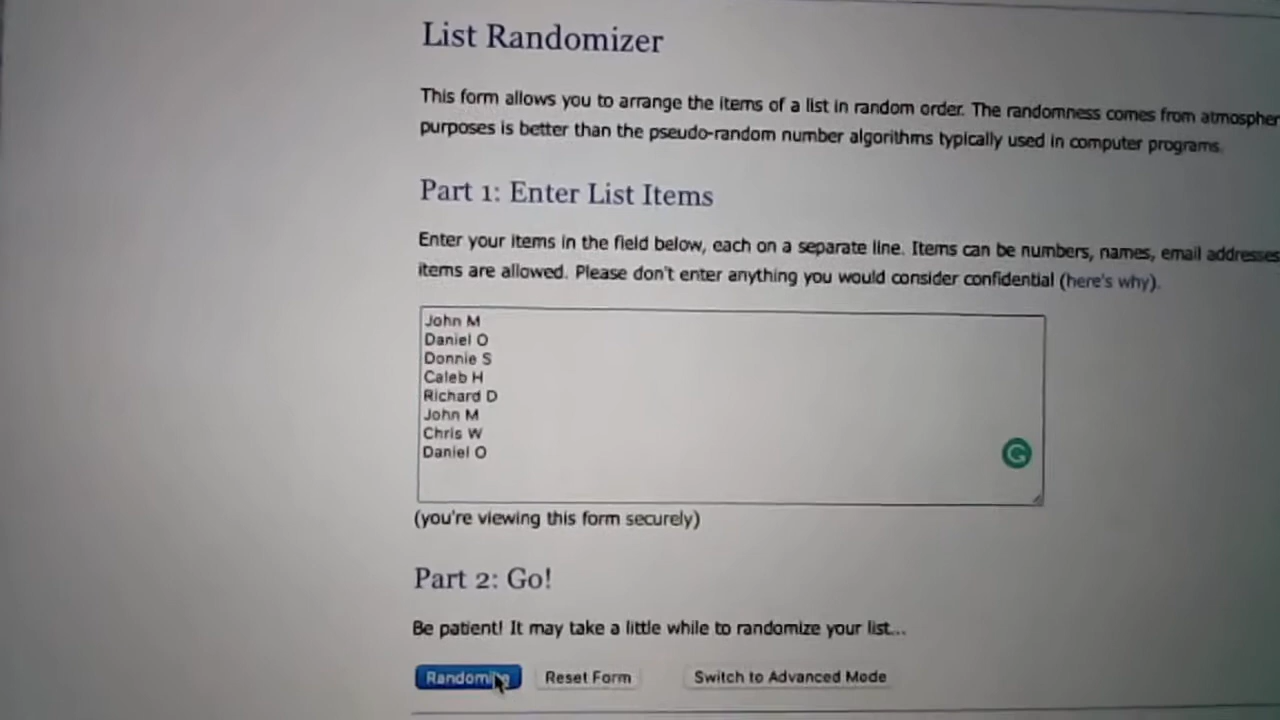 List Randomizer
This form allows you to arrange the items of a list in random order. The randomness comes from
purposes is better than the pseudo-random number algorithms typically used in computer programs.
Part 1: Enter List Items
Enter your items in the field below, each on a separate line. Items can be numbers, names, email addresses
items are allowed. Please don't enter anything you would consider confidential (here's why).
John M
Daniel O
Donnie S
Caleb H
Richard D
John M
Chris W
Daniel O
(you're viewing this form securely)
Part 2: Go!
Be patient! It may take a little while to randomize your list...
Randomize Reset Form Switch to Advanced Mode